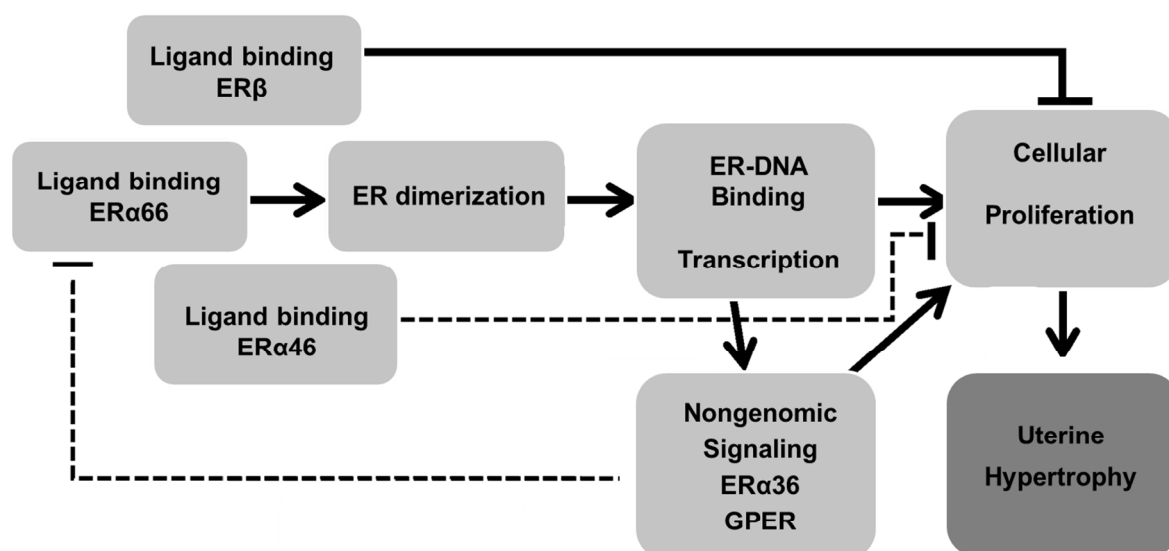 Ligand binding
ERβ
Ligand binding
ERα66
ER dimerization
ER-DNA
Binding
Transcription
Cellular
Proliferation
Ligand binding
ERα46
Nongenomic
Signaling
ERα36
GPER
Uterine
Hypertrophy